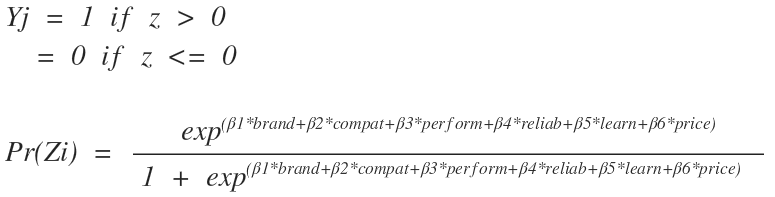 Yj = 1 if z > 0
= 0 if z <= 0
Pr(Zi) = exp^(β1*brand+β2*compat+β3*perform+β4*reliab+β5*learn+β6*price)
1 + exp^(β1*brand+β2*compat+β3*perform+β4*reliab+β5*learn+β6*price)